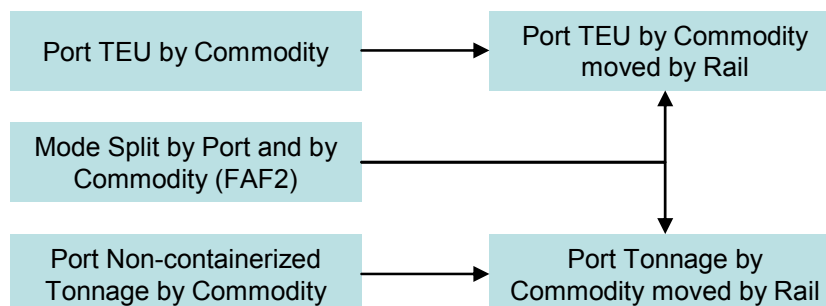 Port TEU by Commodity
Port TEU by Commodity
moved by Rail
Mode Split by Port and by
Commodity (FAF2)
Port Non-containerized
Tonnage by Commodity
Port Tonnage by
Commodity moved by Rail